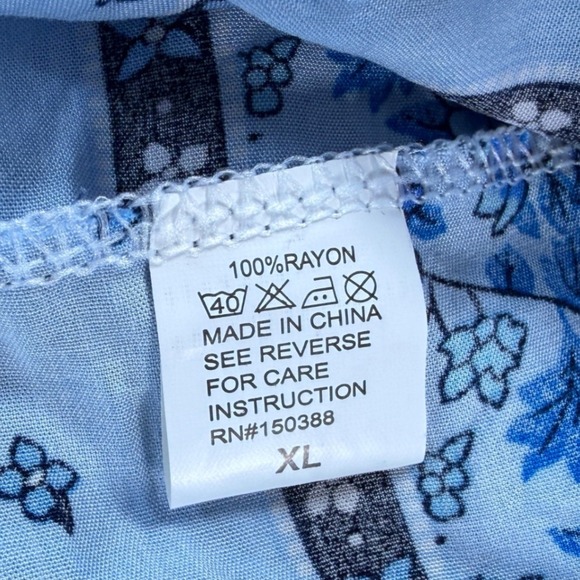 100%RAYON
40
MADE IN CHINA
SEE REVERSE
FOR CARE
INSTRUCTION
RN#150388
XL